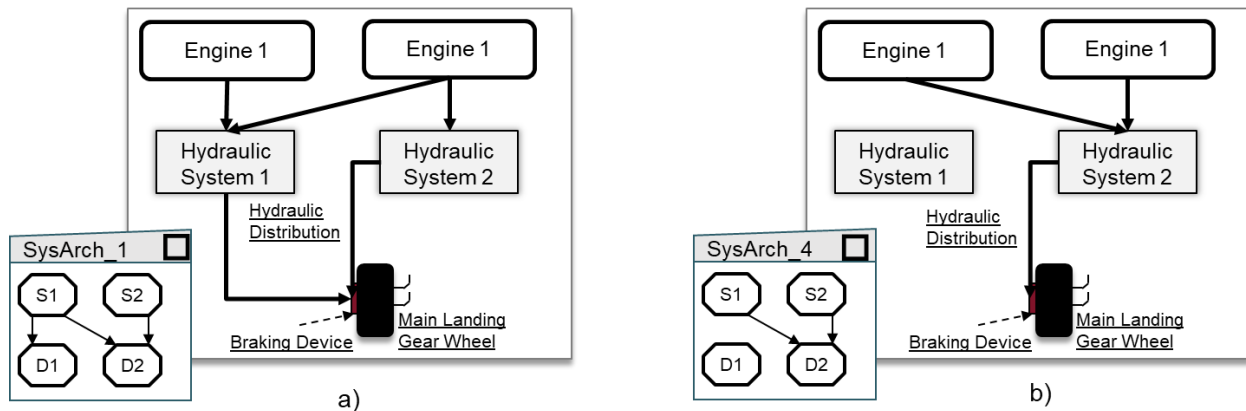 Engine 1
Engine 1
Hydraulic
System 1
Hydraulic
System 2
Hydraulic
Distribution
SysArch_1
S1
S2
D1
D2
Braking Device
Main Landing
Gear Wheel
a)
Engine 1
Engine 1
Hydraulic
System 1
Hydraulic
System 2
Hydraulic
Distribution
SysArch_4
S1
S2
D1
D2
Braking Device
Main Landing
Gear Wheel
b)